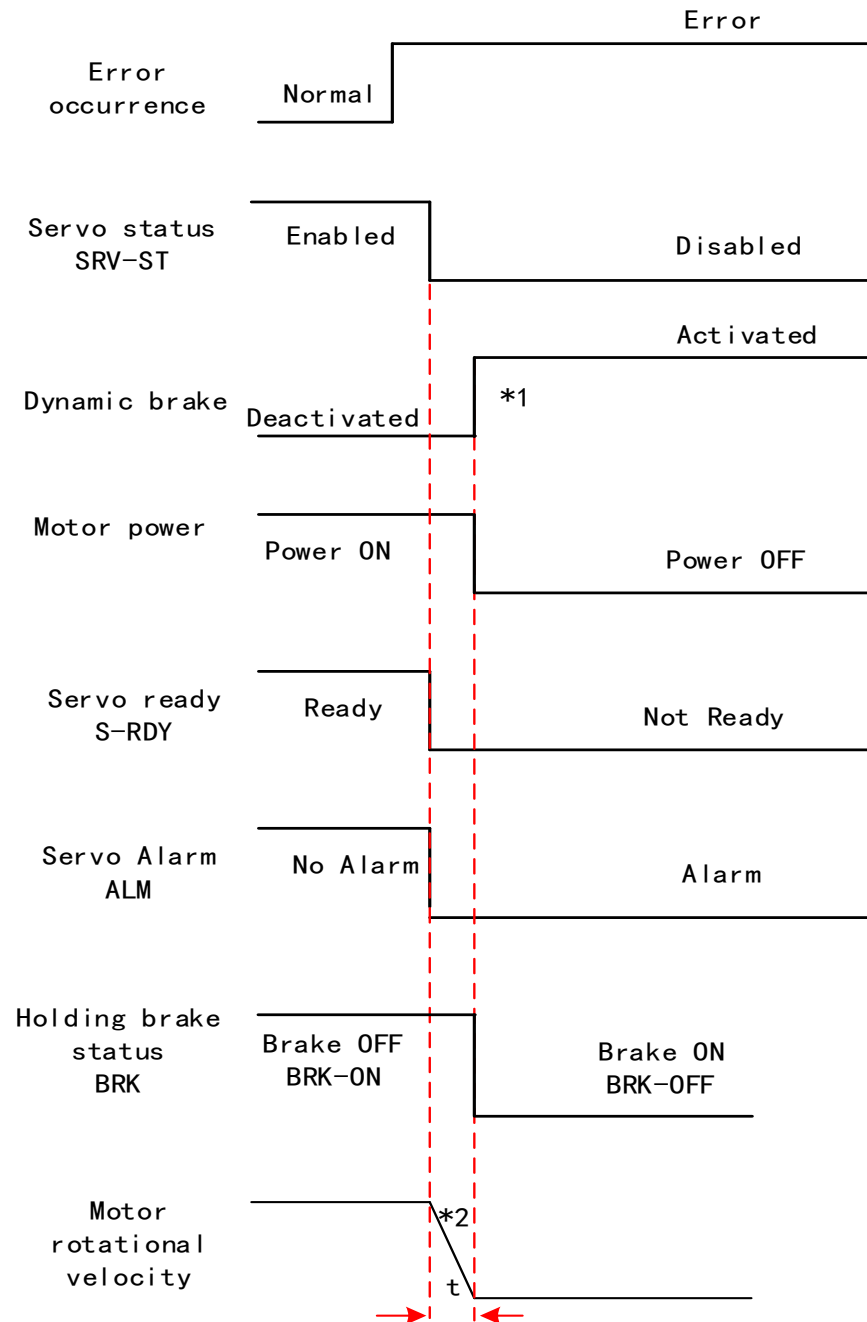 Error
Error
occurrence
Normal
Servo status
SRV-ST
Enabled
Disabled
Activated
Dynamic brake
Deactivated
*1
Motor power
Power ON
Power OFF
Servo ready
S-RDY
Ready
Not Ready
Servo Alarm
ALM
No Alarm
Alarm
Holding brake
status
BRK
Brake OFF
BRK-ON
Brake ON
BRK-OFF
Motor
rotational
velocity
*2
t